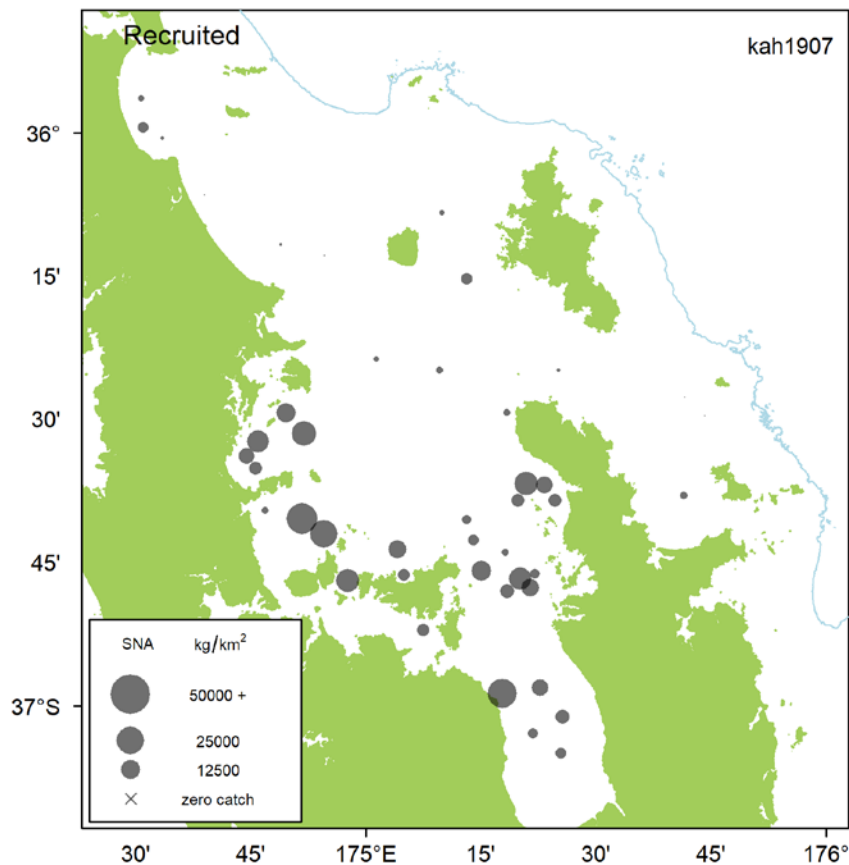 Recruited
kah1907
36°
15'
30'
45'
37°S
SNA kg/km²
50000 +
25000
12500
zero catch
30' 45' 175°E 15' 30' 45' 176°